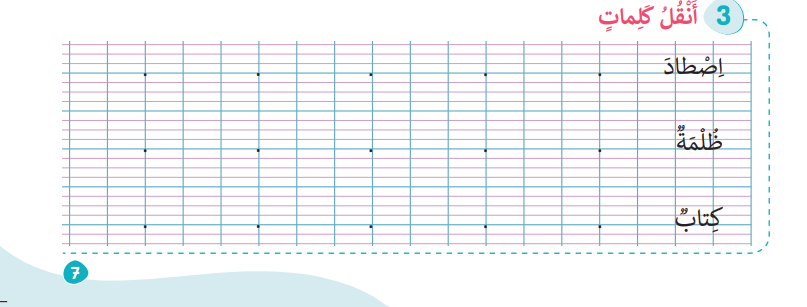 3 أَنْقُلُ كَلِماتٍ
اِصْطادَ
ظُلْمَةٌ
كِتابٌ
7